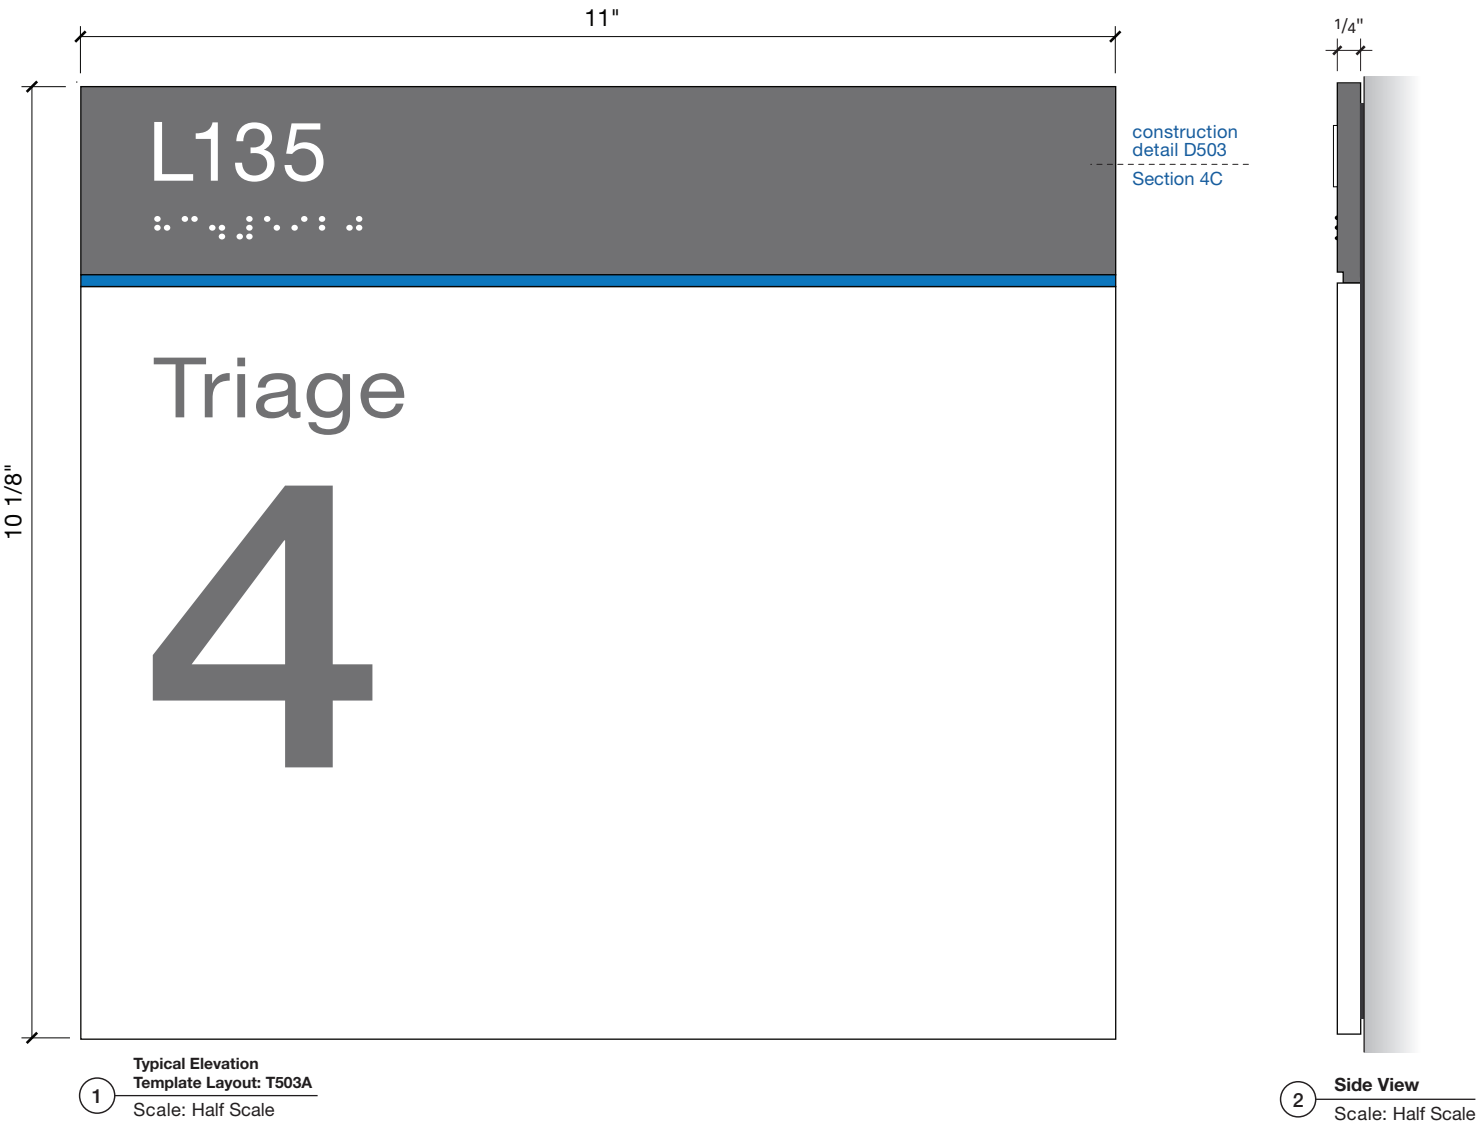 11"
1/4"
L135
construction
detail D503
Section 4C
Triage
10 1/8"
4
1
Typical Elevation
Template Layout: T503A
Scale: Half Scale
2
Side View
Scale: Half Scale